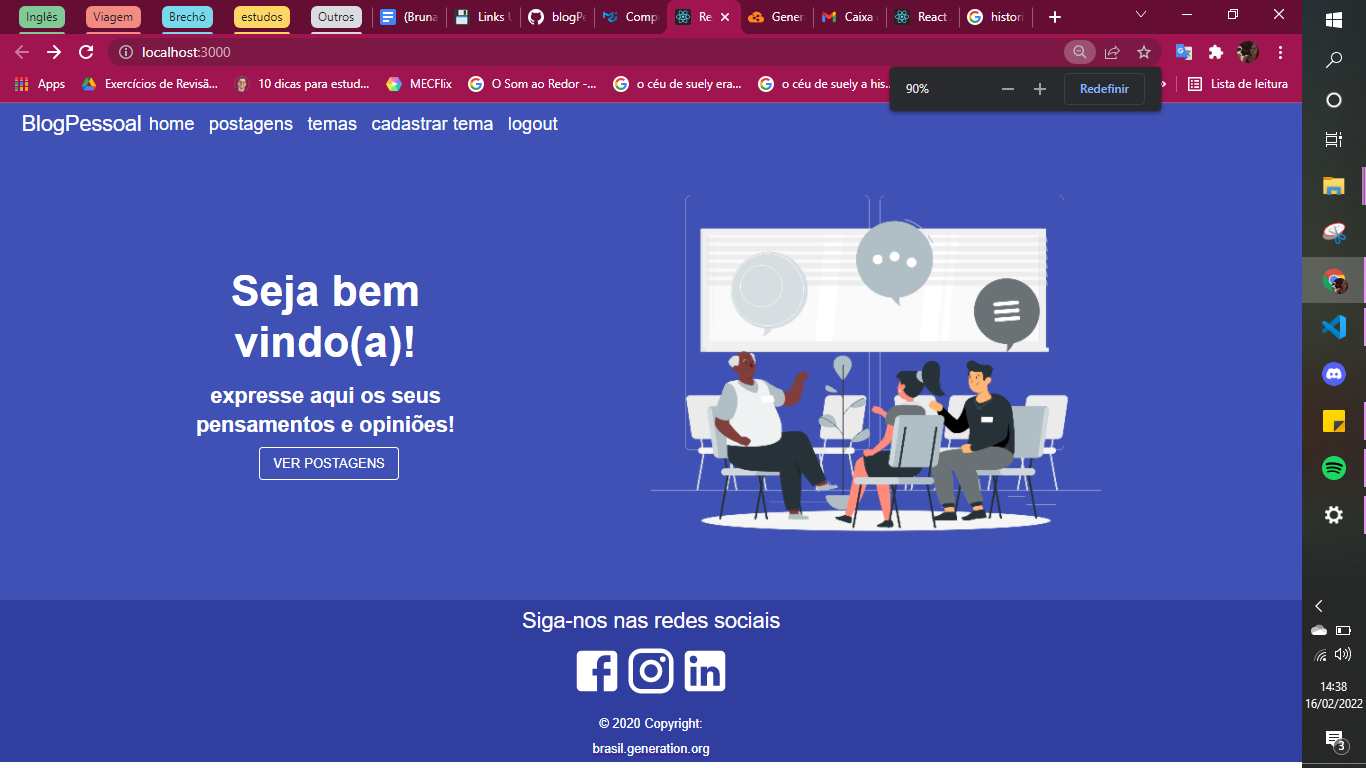 Inglês Viagem Brechó estudos Outros (Bruna Links blogPe Comp Re Gener Caixa React histori
localhost:3000
Apps Exercícios de Revisã... 10 dicas para estud... MECFlix O Som ao Redor -... o céu de suely era... o céu de suely a his... Lista de leitura
90% Redefinir
BlogPessoal home postagens temas cadastrar tema logout
Seja bem
vindo(a)!
expresse aqui os seus
pensamentos e opiniões!
VER POSTAGENS
Siga-nos nas redes sociais
© 2020 Copyright:
brasil.generation.org
14:38
16/02/2022
3